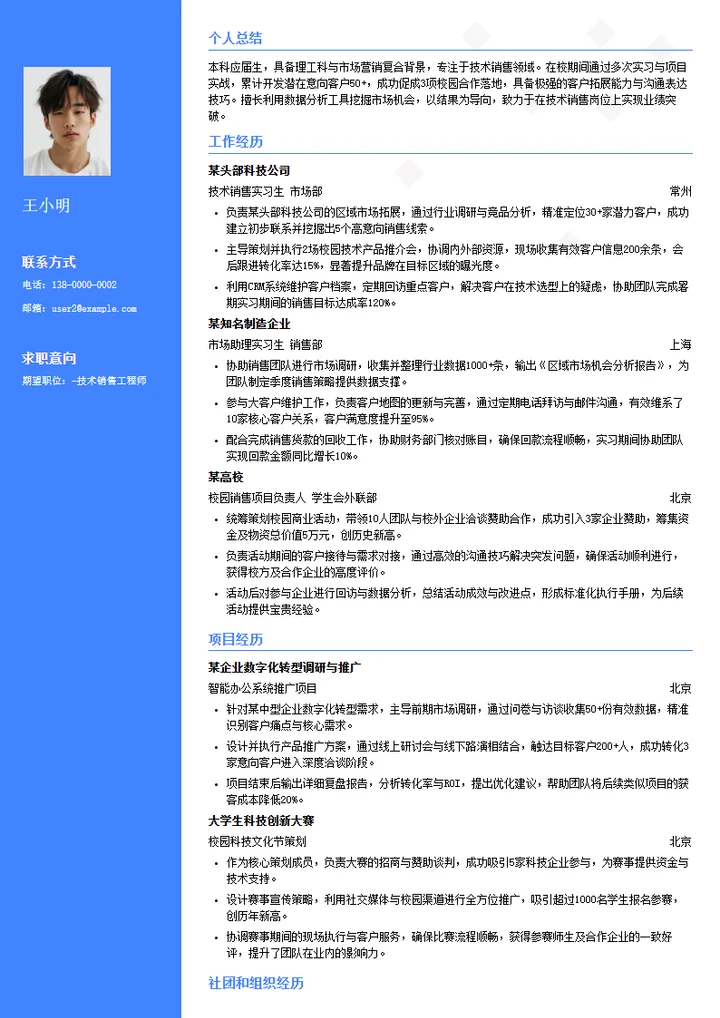 王小明
联系方式
电话：138-0000-0002
邮箱：user2@example.com
求职意向
期望职位：-技术销售工程师
个人总结
本科应届生，具备理工科与市场营销复合背景，专注于技术销售领域。在校期间通过多次实习与项目
实战，累计开发潜在意向客户50+，成功促成3项校园合作落地，具备极强的客户拓展能力与沟通表达
技巧。擅长利用数据分析工具挖掘市场机会，以结果为导向，致力于在技术销售岗位上实现业绩突
破。
工作经历
某头部科技公司
技术销售实习生 市场部 常州
• 负责某头部科技公司的区域市场拓展，通过行业调研与竞品分析，精准定位30+家潜力客户，成功
建立初步联系并挖掘出5个高意向销售线索。
• 主导策划并执行2场校园技术产品推介会，协调内外部资源，现场收集有效客户信息200余条，会
后跟进转化率达15%，显著提升品牌在目标区域的曝光度。
• 利用CRM系统维护客户档案，定期回访重点客户，解决客户在技术选型上的疑虑，协助团队完成暑
期实习期间的销售目标达成率120%。
某知名制造企业
市场助理实习生 销售部 上海
• 协助销售团队进行市场调研，收集并整理行业数据1000+条，输出《区域市场机会分析报告》，为
团队制定季度销售策略提供数据支撑。
• 参与大客户维护工作，负责客户地图的更新与完善，通过定期电话拜访与邮件沟通，有效维系了
10家核心客户关系，客户满意度提升至95%。
• 配合完成销售货款的回收工作，协助财务部门核对账目，确保回款流程顺畅，实习期间协助团队
实现回款金额同比增长10%。
某高校
校园销售项目负责人 学生会外联部 北京
• 统筹策划校园商业活动，带领10人团队与校外企业洽谈赞助合作，成功引入3家企业赞助，筹集资
金及物资总价值5万元，创历史新高。
• 负责活动期间的客户接待与需求对接，通过高效的沟通技巧解决突发问题，确保活动顺利进行，
获得校方及合作企业的高度评价。
• 活动后对参与企业进行回访与数据分析，总结活动成效与改进点，形成标准化执行手册，为后续
活动提供宝贵经验。
项目经历
某企业数字化转型调研与推广
智能办公系统推广项目 北京
• 针对某中型企业数字化转型需求，主导前期市场调研，通过问卷与访谈收集50+份有效数据，精准
识别客户痛点与核心需求。
• 设计并执行产品推广方案，通过线上研讨会与线下路演相结合，触达目标客户200+人，成功转化3
家意向客户进入深度洽谈阶段。
• 项目结束后输出详细复盘报告，分析转化率与ROI，提出优化建议，帮助团队将后续类似项目的获
客成本降低20%。
大学生科技创新大赛
校园科技文化节策划 北京
• 作为核心策划成员，负责大赛的招商与赞助谈判，成功吸引5家科技企业参与，为赛事提供资金与
技术支持。
• 设计赛事宣传策略，利用社交媒体与校园渠道进行全方位推广，吸引超过1000名学生报名参赛，
创历年新高。
• 协调赛事期间的现场执行与客户服务，确保比赛流程顺畅，获得参赛师生及合作企业的一致好
评，提升了团队在业内的影响力。
社团和组织经历